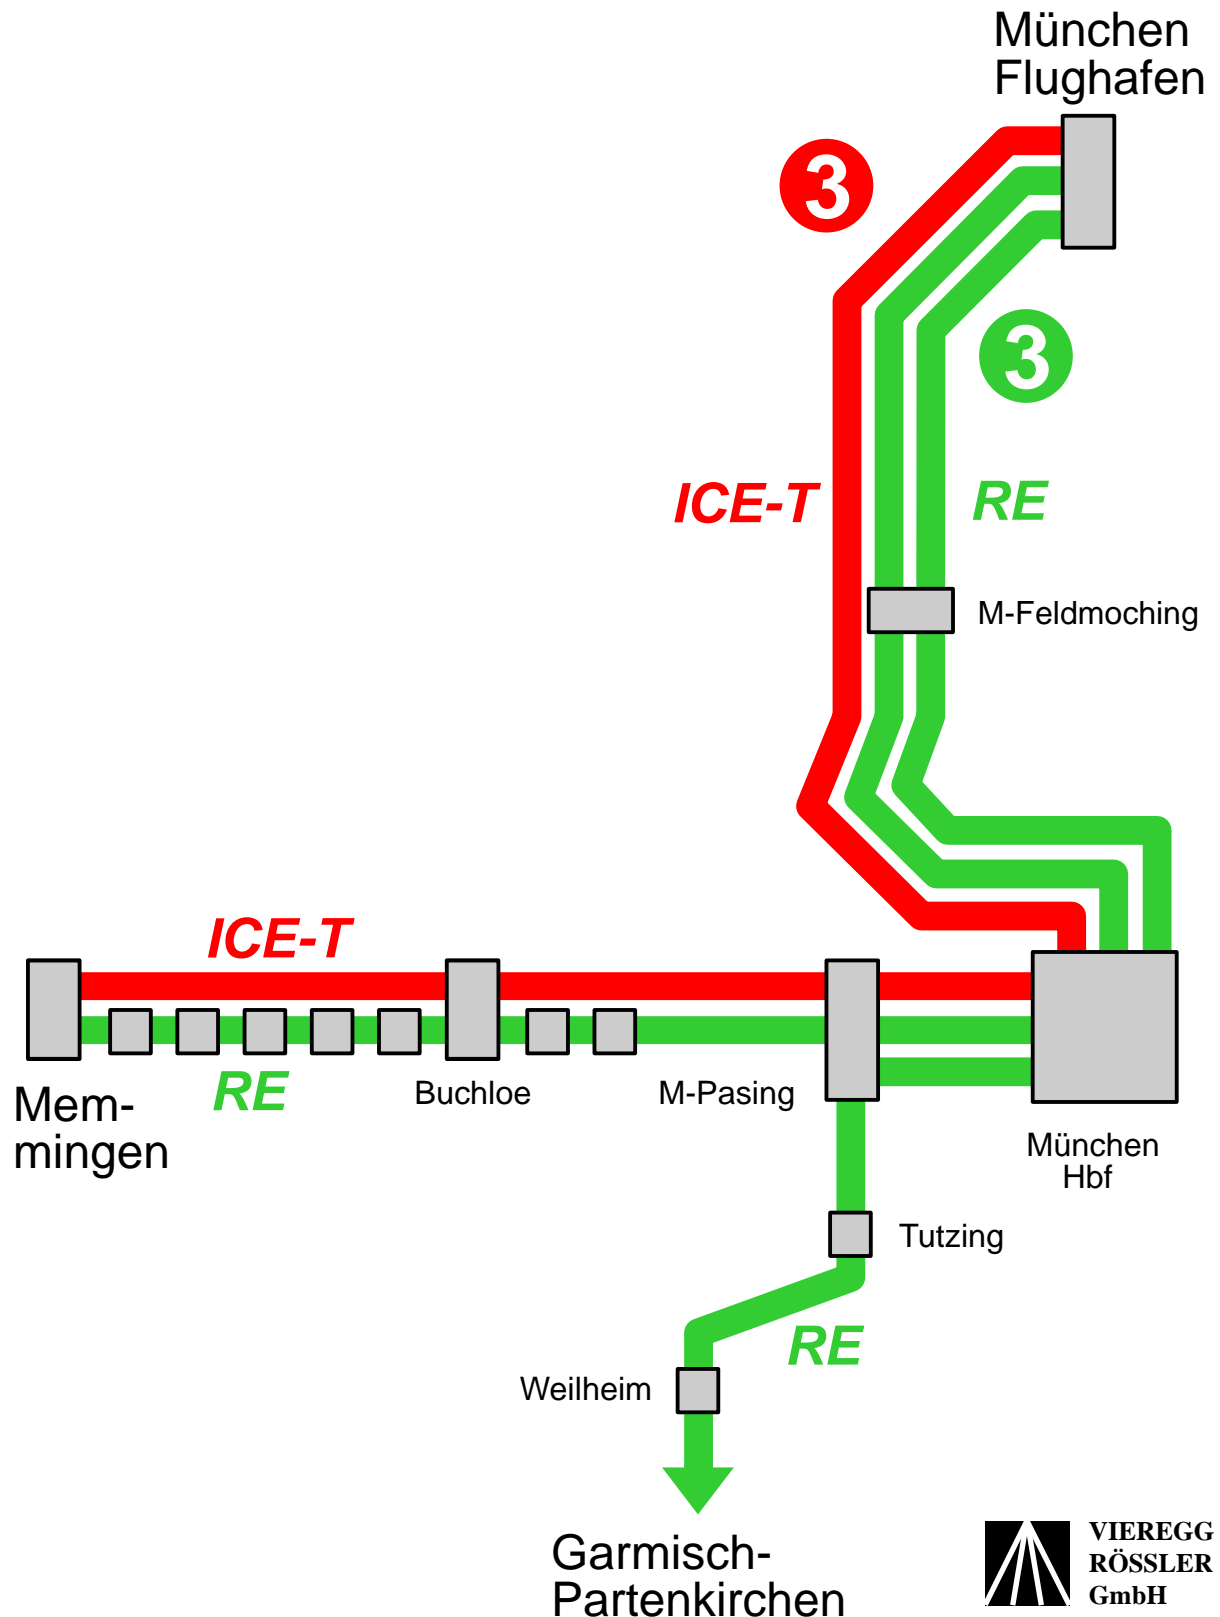 München
Flughafen
3
3
ICE-T
RE
M-Feldmoching
ICE-T
RE
Mem-
mingen
Buchloe
M-Pasing
München
Hbf
Tutzing
RE
Weilheim
Garmisch-
Partenkirchen
VIEREGG
RÖSSLER
GmbH